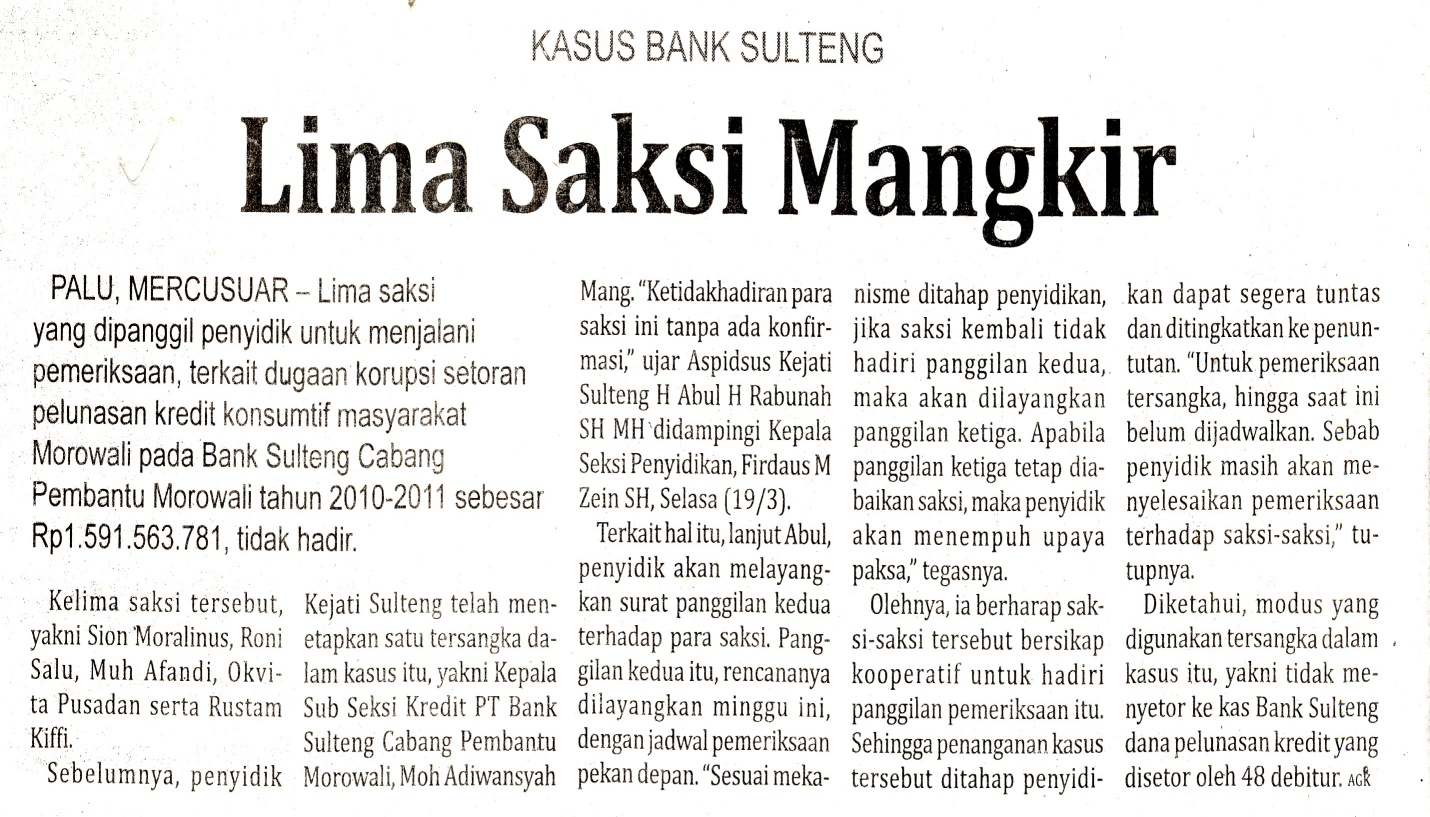 KASUS BANK SULTENG
Lima Saksi Mangkir
PALU, MERCUSUAR – Lima saksi
yang dipanggil penyidik untuk menjalani
pemeriksaan, terkait dugaan korupsi setoran
pelunasan kredit konsumtif masyarakat
Morowali pada Bank Sulteng Cabang
Pembantu Morowali tahun 2010-2011 sebesar
Rp1.591.563.781, tidak hadir.
Kelima saksi tersebut,
yakni Sion Moralinus, Roni
Salu, Muh Afandi, Okvi-
ta Pusadan serta Rustam
Kiffi.
Sebelumnya, penyidik
Kejati Sulteng telah men-
etapkan satu tersangka da-
lam kasus itu, yakni Kepala
Sub Seksi Kredit PT Bank
Sulteng Cabang Pembantu
Morowali, Moh Adiwansyah
Mang. “Ketidakhadiran para
saksi ini tanpa ada konfir-
masi,” ujar Aspidsus Kejati
Sulteng H Abul H Rabunah
SH MH didampingi Kepala
Seksi Penyidikan, Firdaus M
Zein SH, Selasa (19/3).
Terkait hal itu, lanjut Abul,
penyidik akan melayang-
kan surat panggilan kedua
terhadap para saksi. Pang-
gilan kedua itu, rencananya
dilayangkan minggu ini,
dengan jadwal pemeriksaan
pekan depan. “Sesuai meka-
nisme ditahap penyidikan,
jika saksi kembali tidak
hadiri panggilan kedua,
maka akan dilayangkan
panggilan ketiga. Apabila
panggilan ketiga tetap dia-
baikan saksi, maka penyidik
akan menempuh upaya
paksa,” tegasnya.
Olehnya, ia berharap sak-
si-saksi tersebut bersikap
kooperatif untuk hadiri
panggilan pemeriksaan itu.
Sehingga penanganan kasus
tersebut ditahap penyidi-
kan dapat segera tuntas
dan ditingkatkan ke penun-
tutan. “Untuk pemeriksaan
tersangka, hingga saat ini
belum dijadwalkan. Sebab
penyidik masih akan me-
nyelesaikan pemeriksaan
terhadap saksi-saksi,” tu-
tupnya.
Diketahui, modus yang
digunakan tersangka dalam
kasus itu, yakni tidak me-
nyetor ke kas Bank Sulteng
dana pelunasan kredit yang
disetor oleh 48 debitur. AGK